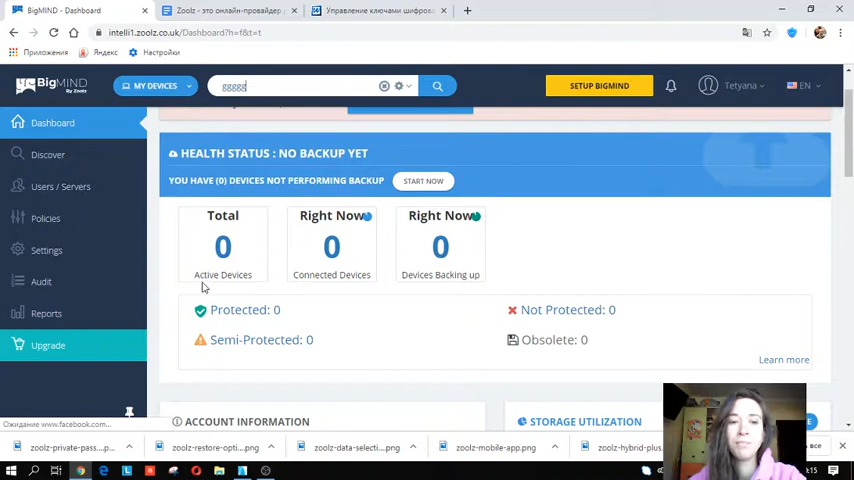 BigMIND - Dashboard
Zoolz - это онлайн-провайдер
Управление ключами шифрова
intelli1.zoolz.co.uk/Dashboard?h=f&t=t
Приложения
Яндекс
Настройки
BigMIND
By Zoolz
MY DEVICES
ggggg
SETUP BIGMIND
Tetyana
EN
Dashboard
Discover
Users / Servers
Policies
Settings
Audit
Reports
Upgrade
HEALTH STATUS : NO BACKUP YET
YOU HAVE (0) DEVICES NOT PERFORMING BACKUP
START NOW
Total
0
Active Devices
Right Now
0
Connected Devices
Right Now
0
Devices Backing up
Protected: 0
Not Protected: 0
Semi-Protected: 0
Obsolete: 0
Learn more
ACCOUNT INFORMATION
STORAGE UTILIZATION
Ожидание www.facebook.com...
zoolz-private-pass....png
zoolz-restore-opti....png
zoolz-data-selecti....png
zoolz-mobile-app.png
zoolz-hybrid-plus.
все